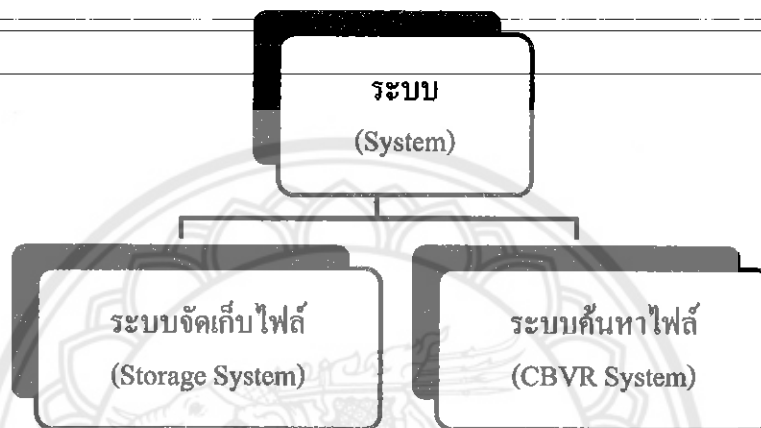 ระบบ
(System)
ระบบจัดเก็บไฟล์
(Storage System)
ระบบค้นหาไฟล์
(CBVR System)